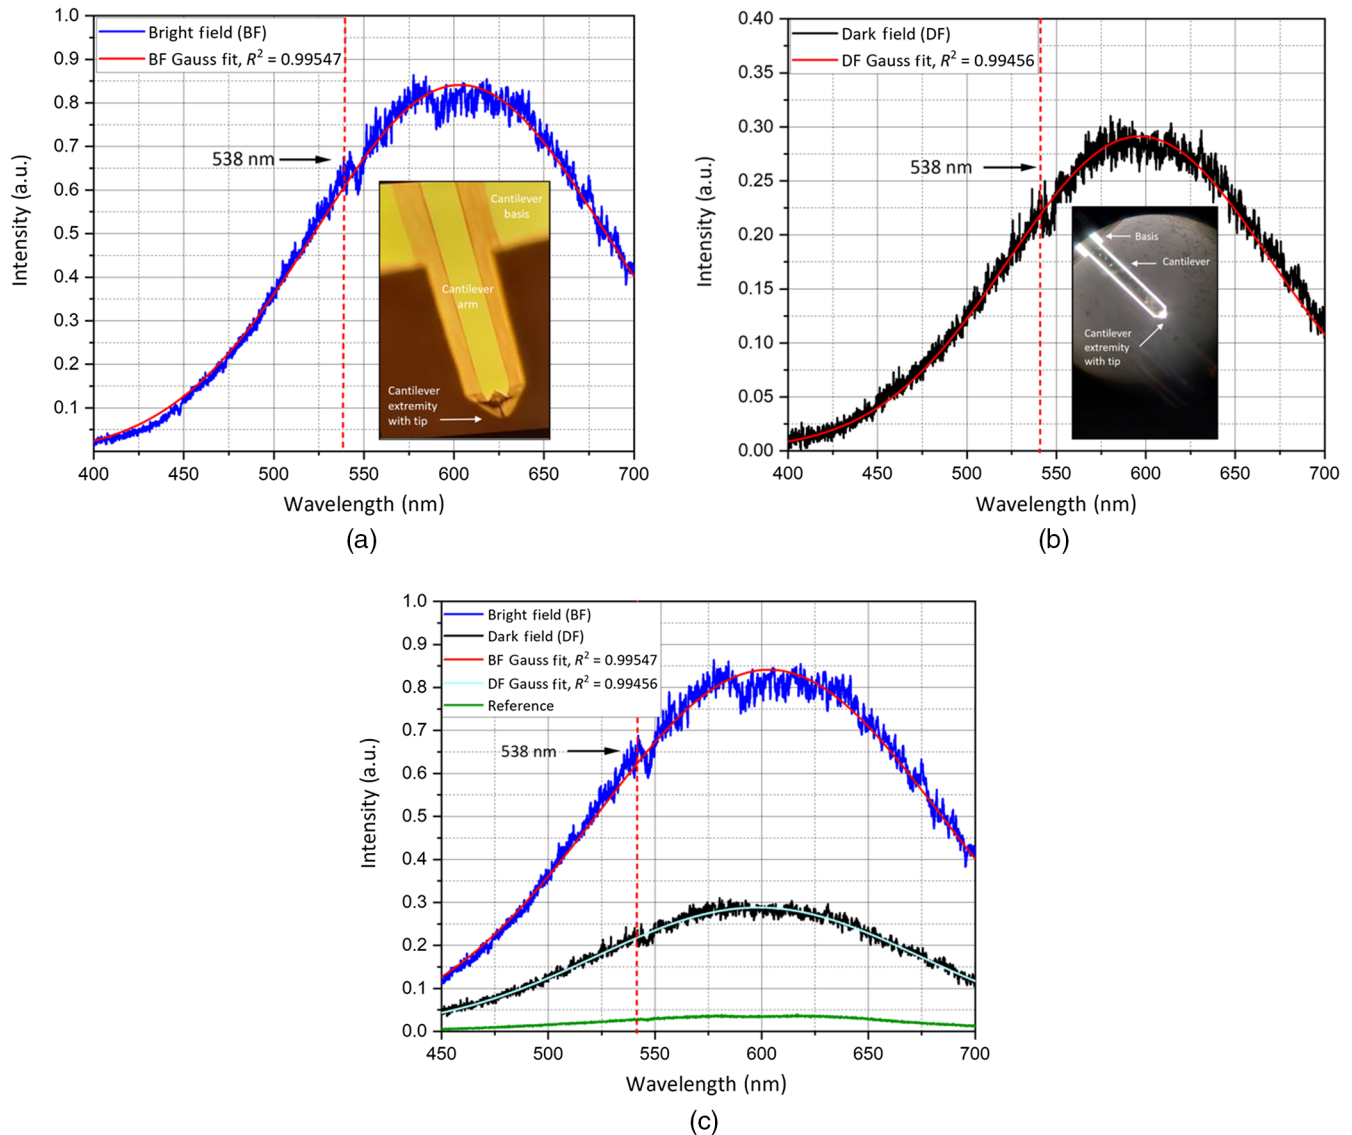 Bright field (BF)
BF Gauss fit, R² = 0.99547
1.0
0.9
0.8
0.7
0.6
0.5
0.4
0.3
0.2
0.1
Intensity (a.u.)
538 nm
Cantilever
basis
Cantilever
arm
Cantilever
extremity
with tip
400 450 500 550 600 650 700
Wavelength (nm)
(a)
Dark field (DF)
DF Gauss fit, R² = 0.99456
0.40
0.35
0.30
0.25
0.20
0.15
0.10
0.05
0.00
Intensity (a.u.)
538 nm
Basis
Cantilever
Cantilever
extremity
with tip
400 450 500 550 600 650 700
Wavelength (nm)
(b)
Bright field (BF)
Dark field (DF)
BF Gauss fit, R² = 0.99547
DF Gauss fit, R² = 0.99456
Reference
1.0
0.9
0.8
0.7
0.6
0.5
0.4
0.3
0.2
0.1
0.0
Intensity (a.u.)
538 nm
450 500 550 600 650 700
Wavelength (nm)
(c)